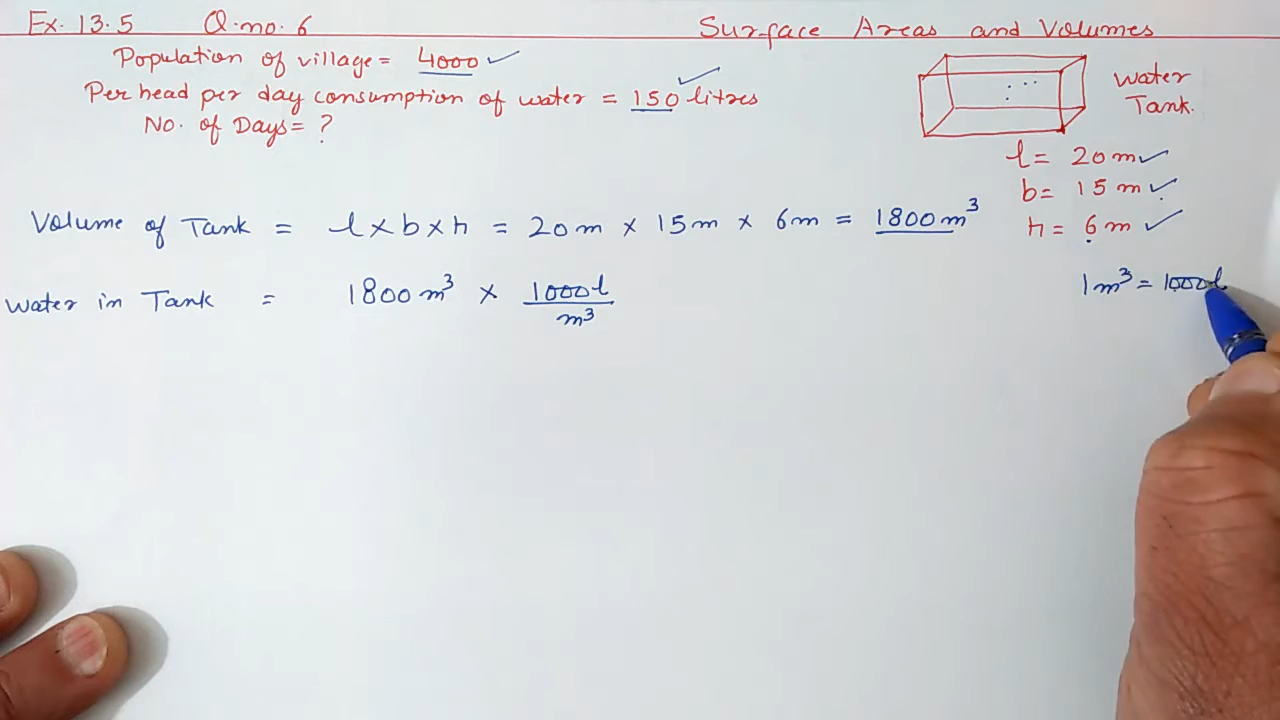 Ex. 13.5 Q.no. 6 Surface Areas and Volumes
Population of village = 4000
Per head per day consumption of water = 150 litres
No. of Days = ?
Water
Tank.
l = 20 m
b = 15 m
h = 6 m
Volume of Tank = l × b × h = 20 m × 15 m × 6 m = 1800 m³
1 m³ = 1000 l
Water in Tank = 1800 m³ × 1000 l / m³